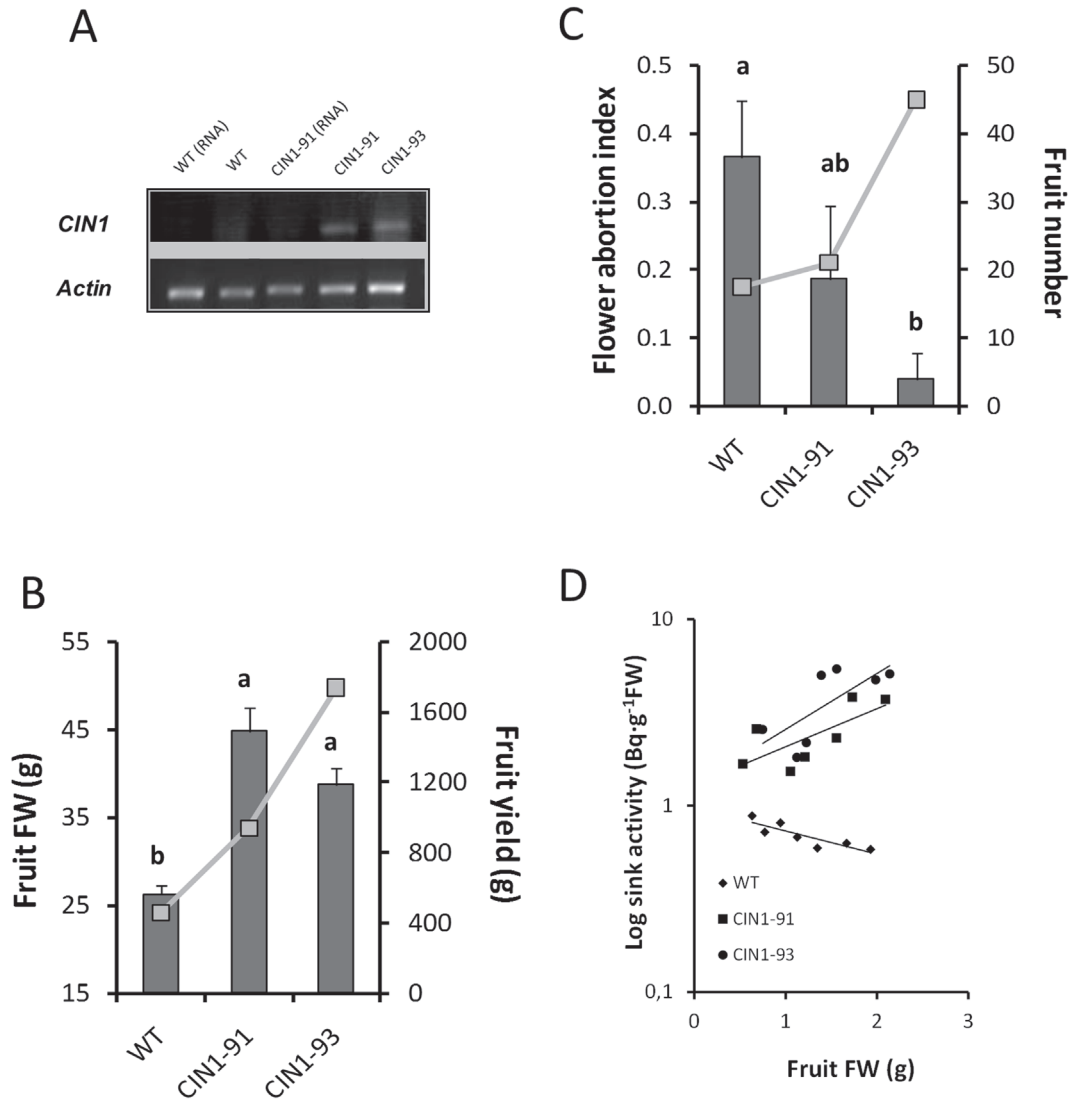 A
WT (RNA)
WT
CIN1-91 (RNA)
CIN1-91
CIN1-93
CIN1
Actin
C
Flower abortion index
0.5
0.4
0.3
0.2
0.1
0.0
a
ab
b
50
40
30
20
10
0
Fruit number
WT
CIN1-91
CIN1-93
B
Fruit FW (g)
55
45
35
25
15
b
a
a
2000
1600
1200
800
400
0
Fruit yield (g)
WT
CIN1-91
CIN1-93
D
Log sink activity (Bq·g⁻¹FW)
10
1
0,1
WT
CIN1-91
CIN1-93
0
1
2
3
Fruit FW (g)